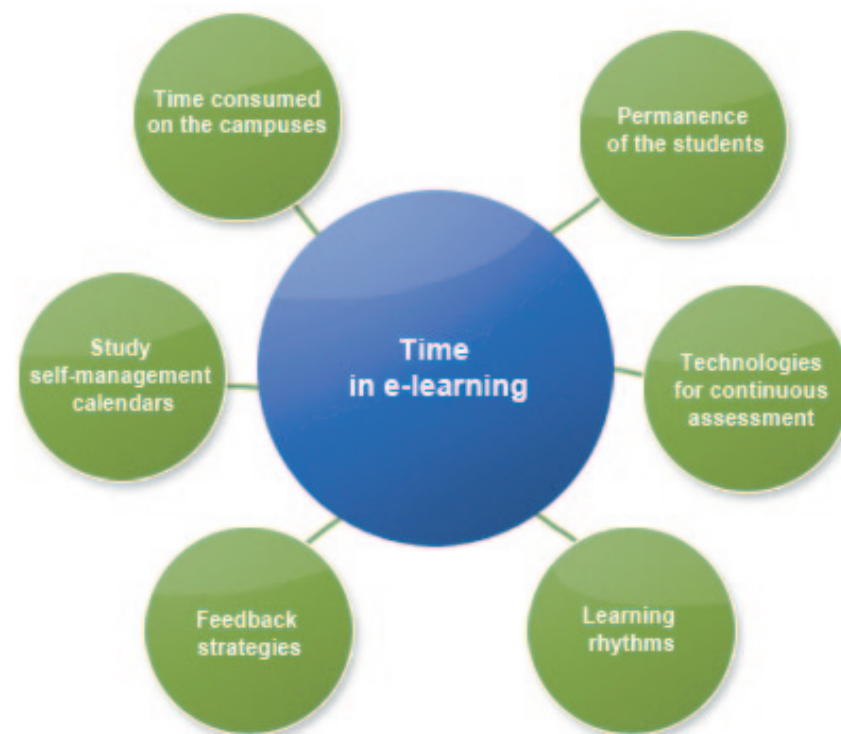 Time consumed
on the campuses
Permanence
of the students
Study
self-management
calendars
Time
in e-learning
Technologies
for continuous
assessment
Feedback
strategies
Learning
rhythms